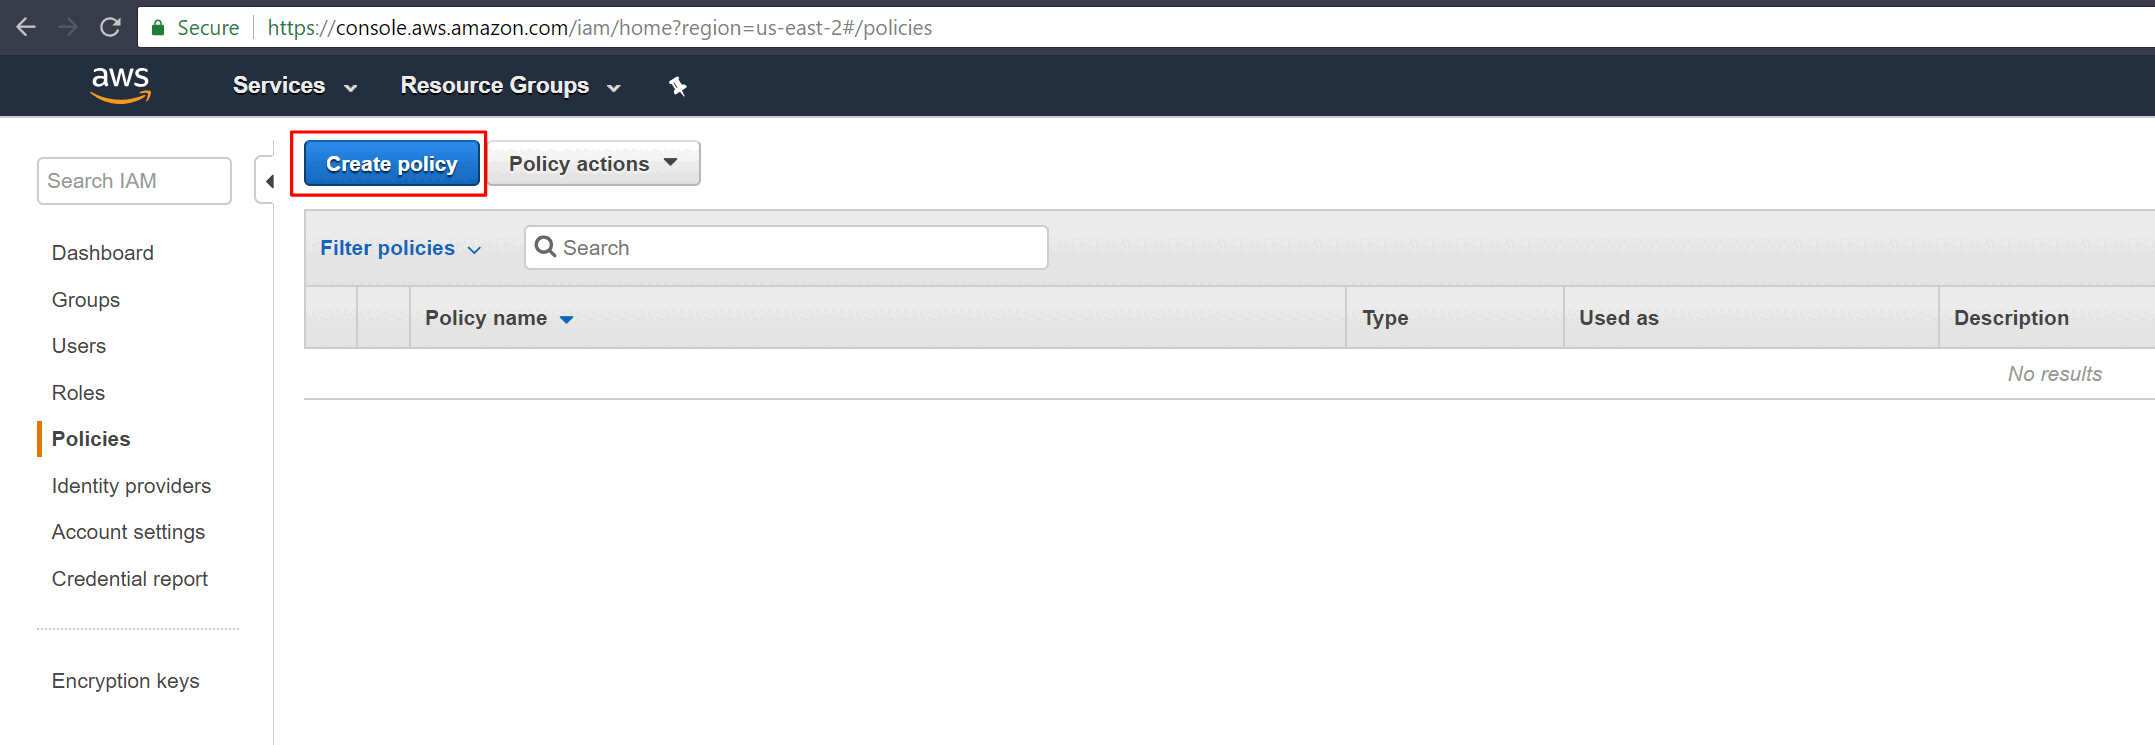 Secure https://console.aws.amazon.com/iam/home?region=us-east-2#/policies
aws Services Resource Groups
Search IAM
Create policy Policy actions
Filter policies Search
Policy name Type Used as Description
No results
Dashboard
Groups
Users
Roles
Policies
Identity providers
Account settings
Credential report
Encryption keys